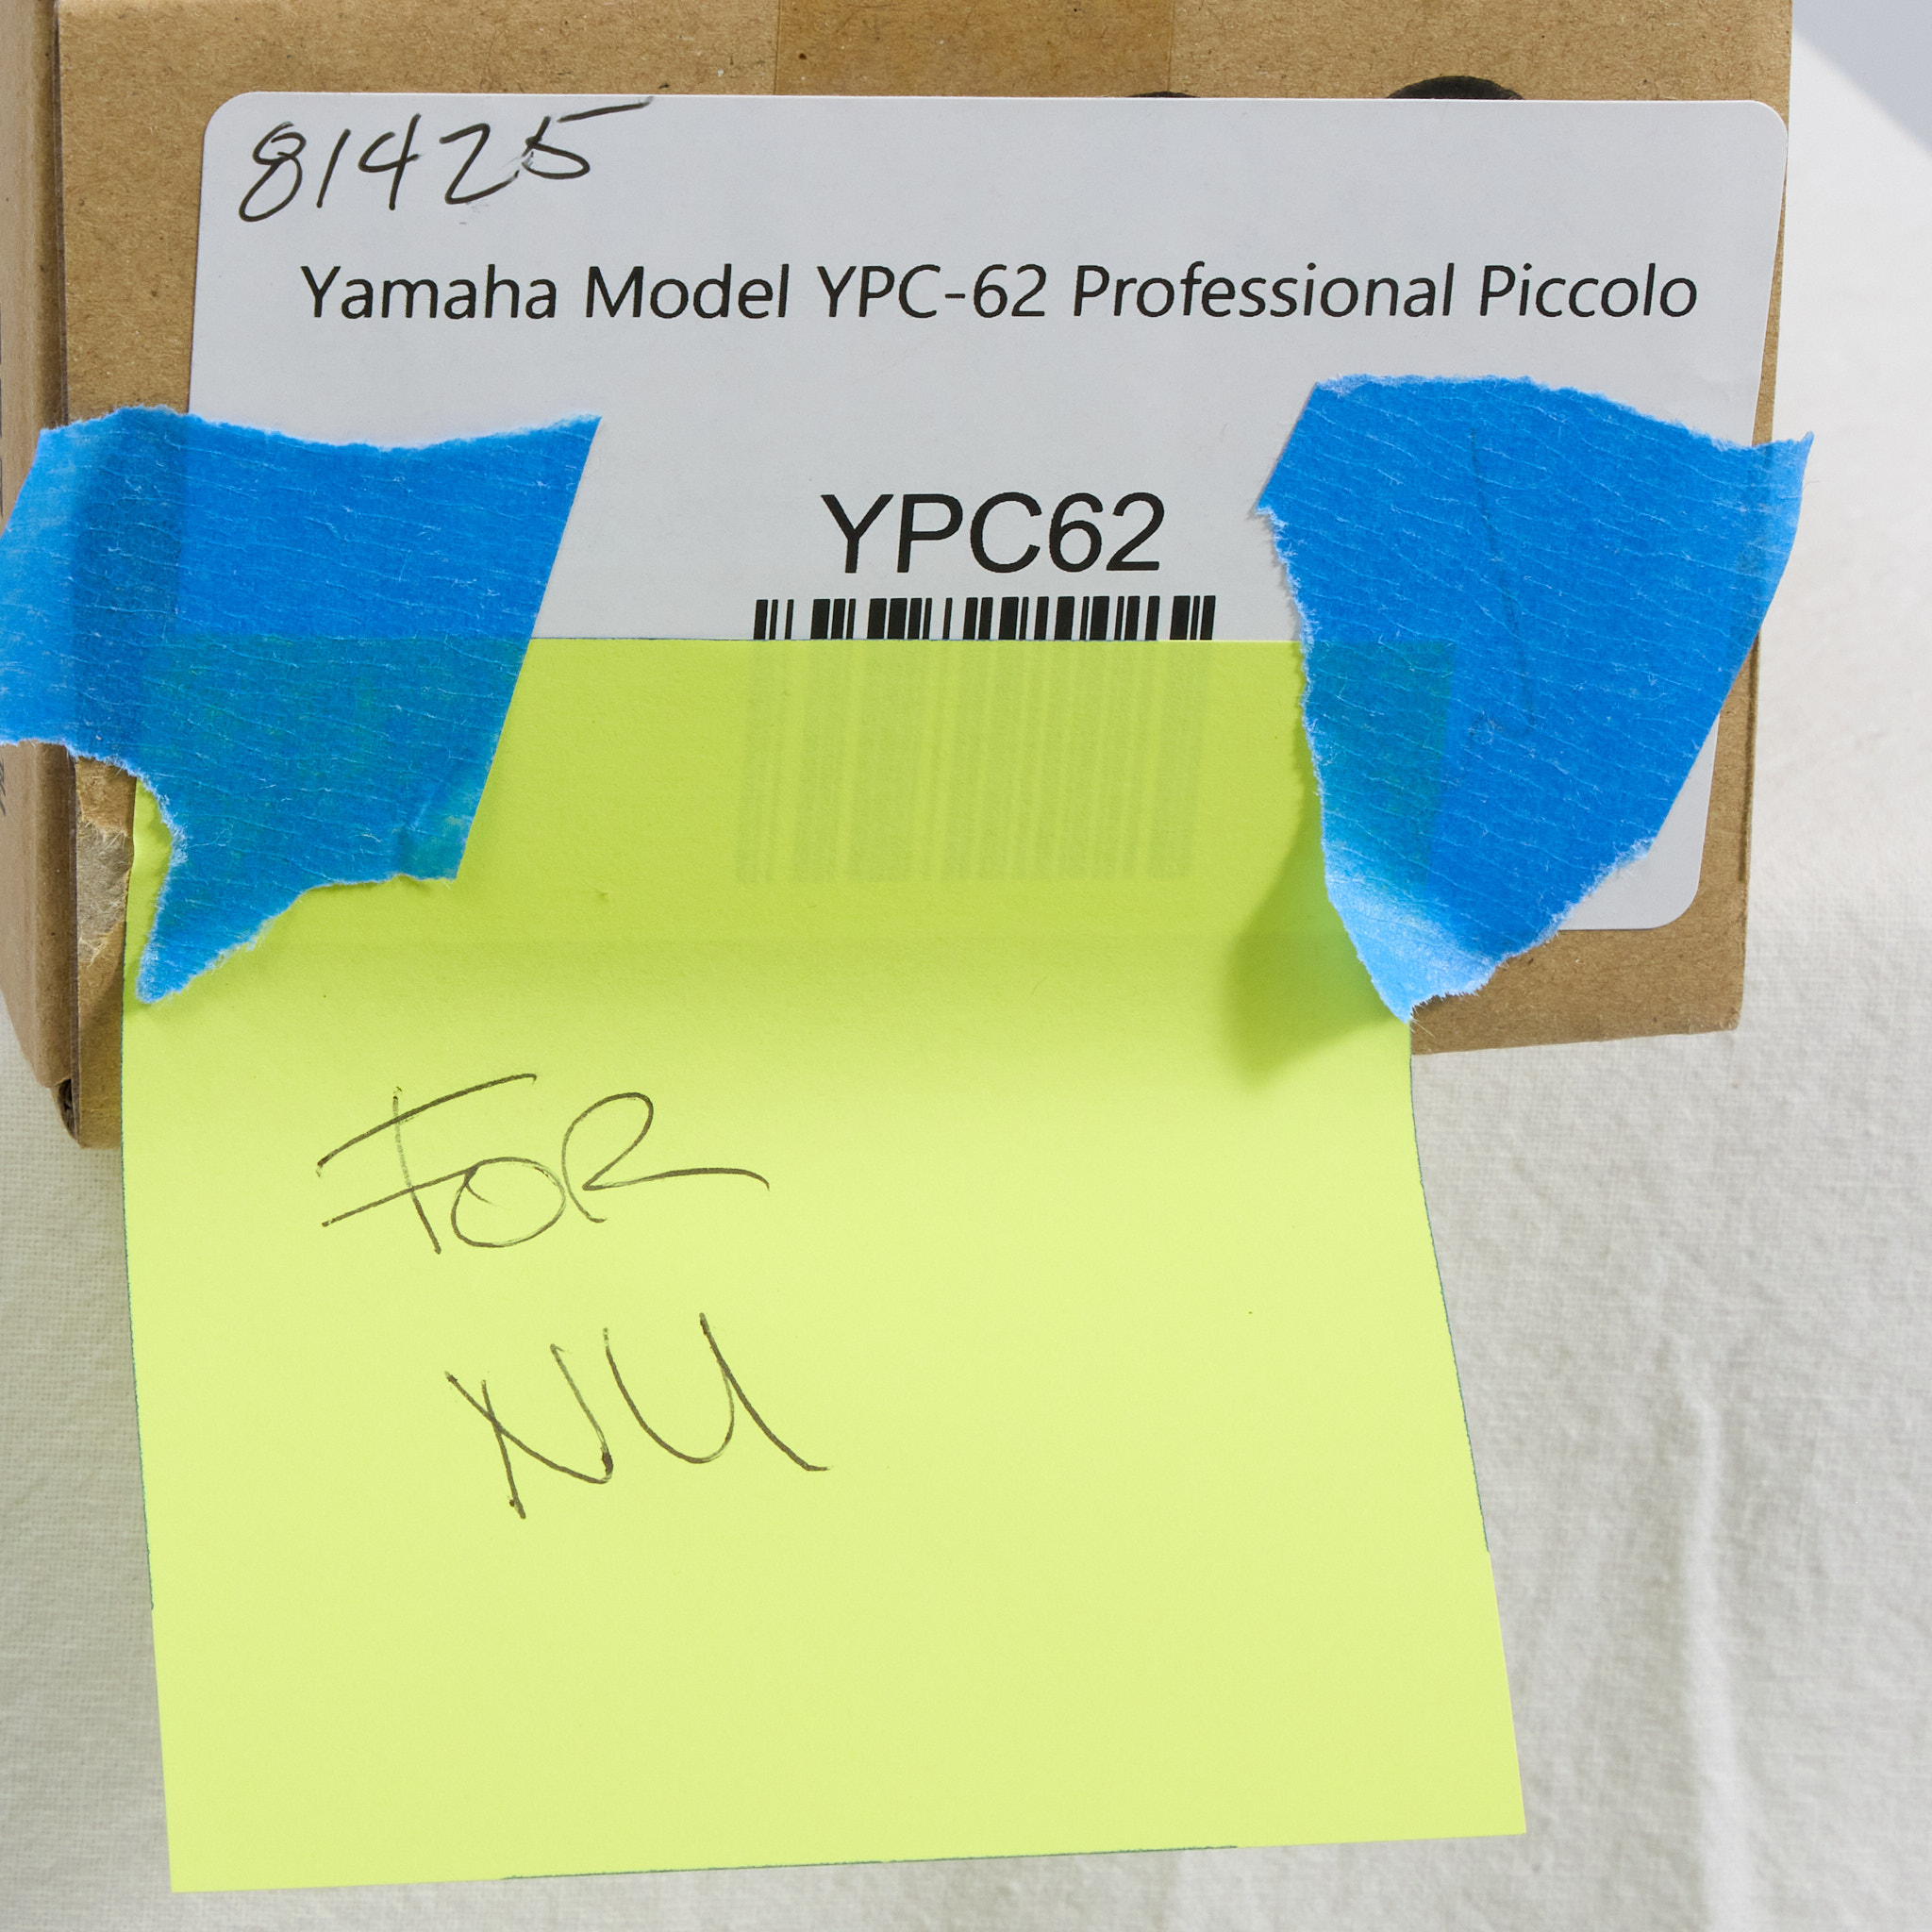 81425
Yamaha Model YPC-62 Professional Piccolo
YPC62
FOR
NU